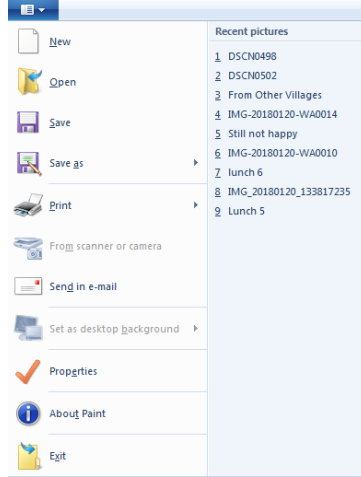 New
Open
Save
Save as
Print
From scanner or camera
Send in e-mail
Set as desktop background
Properties
About Paint
Exit
Recent pictures
1 DSCN0498
2 DSCN0502
3 From Other Villages
4 IMG-20180120-WA0014
5 Still not happy
6 IMG-20180120-WA0010
7 lunch 6
8 IMG_20180120_133817235
9 Lunch 5